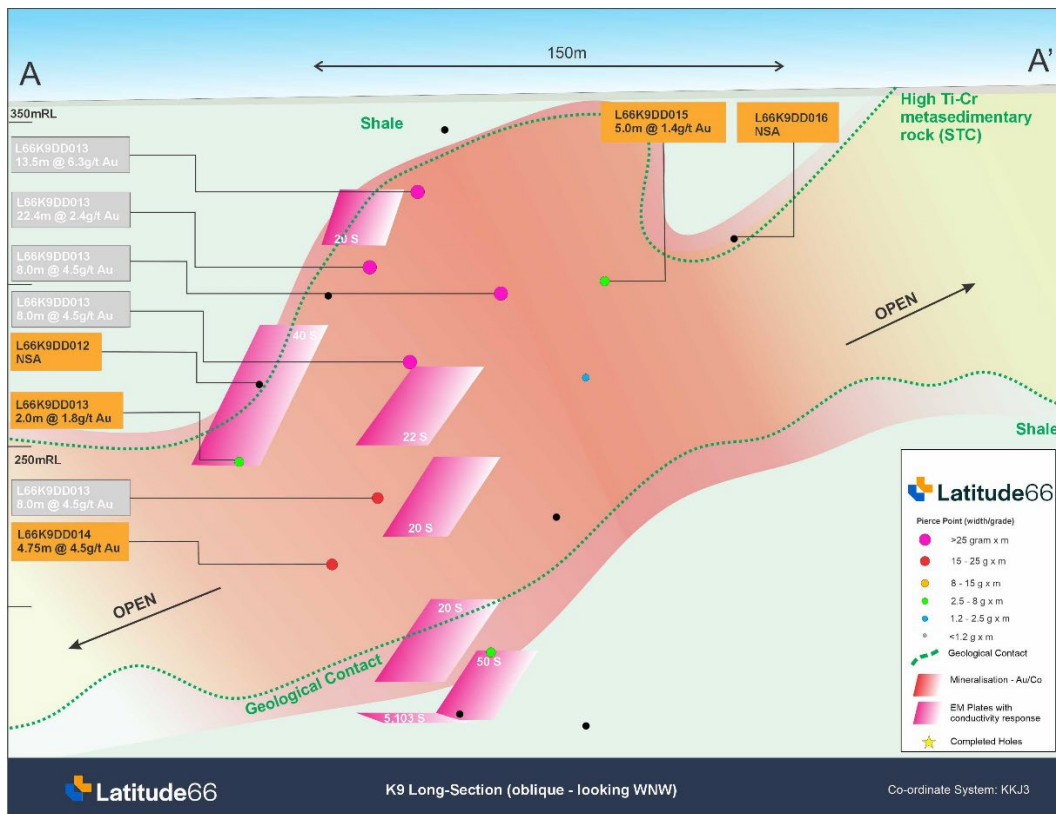 150m
A
A'
350mRL
Shale
L66K9DD015
5.0m @ 1.4g/t Au
L66K9DD016
NSA
High Ti-Cr
metasedimentary
rock (STC)
L66K9DD013
13.5m @ 6.3g/t Au
L66K9DD013
22.4m @ 2.4g/t Au
20 S
L66K9DD013
8.0m @ 4.5g/t Au
L66K9DD013
8.0m @ 4.5g/t Au
OPEN
L66K9DD012
NSA
40 S
L66K9DD013
2.0m @ 1.8g/t Au
22 S
Shale
250mRL
L66K9DD013
8.0m @ 4.5g/t Au
20 S
L66K9DD014
4.75m @ 4.5g/t Au
OPEN
20 S
50 S
Geological Contact
5,103 S
Latitude66
Pierce Point (width/grade)
>25 gram x m
15 - 25 g x m
8 - 15 g x m
2.5 - 8 g x m
1.2 - 2.5 g x m
<1.2 g x m
Geological Contact
Mineralisation - Au/Co
EM Plates with
conductivity response
Completed Holes
Latitude66
K9 Long-Section (oblique - looking WNW)
Co-ordinate System: KKJ3